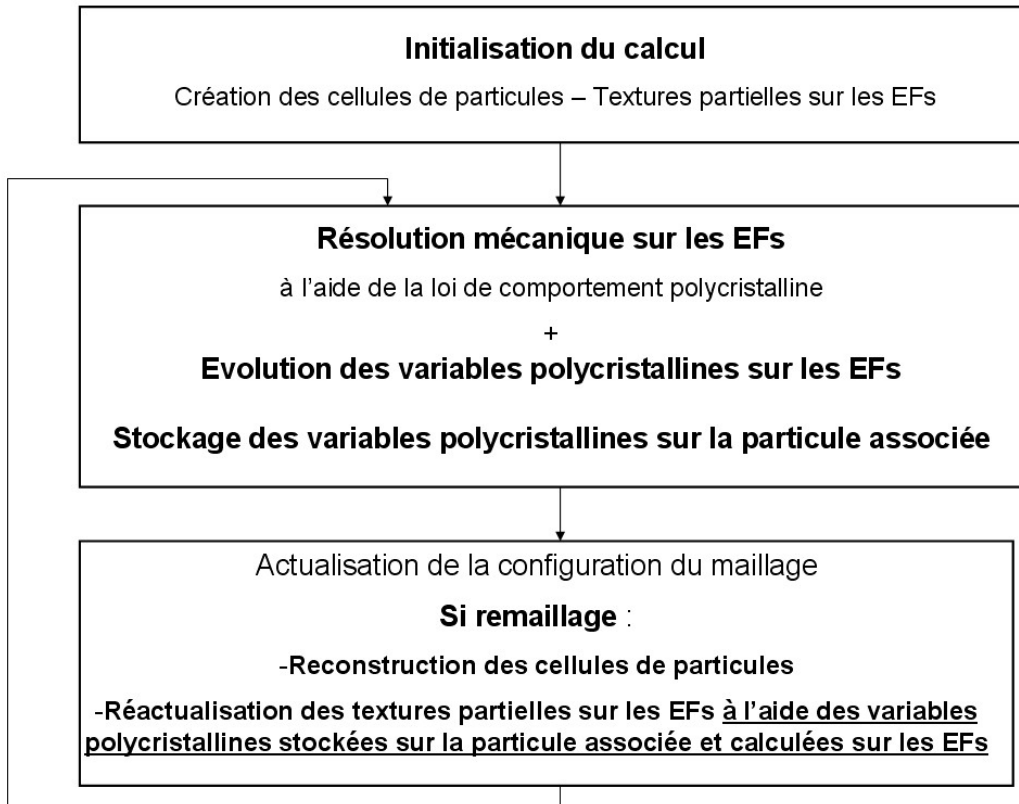 Initialisation du calcul
Création des cellules de particules – Textures partielles sur les EFs
Résolution mécanique sur les EFs
à l'aide de la loi de comportement polycristalline
+
Evolution des variables polycristallines sur les EFs
Stockage des variables polycristallines sur la particule associée
Actualisation de la configuration du maillage
Si remaillage :
-Reconstruction des cellules de particules
-Réactualisation des textures partielles sur les EFs à l'aide des variables
polycristallines stockées sur la particule associée et calculées sur les EFs